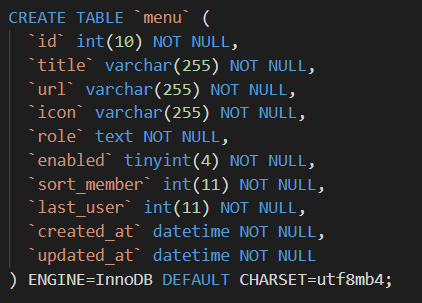 CREATE TABLE `menu` (
  `id` int(10) NOT NULL,
  `title` varchar(255) NOT NULL,
  `url` varchar(255) NOT NULL,
  `icon` varchar(255) NOT NULL,
  `role` text NOT NULL,
  `enabled` tinyint(4) NOT NULL,
  `sort_member` int(11) NOT NULL,
  `last_user` int(11) NOT NULL,
  `created_at` datetime NOT NULL,
  `updated_at` datetime NOT NULL
) ENGINE=InnoDB DEFAULT CHARSET=utf8mb4;